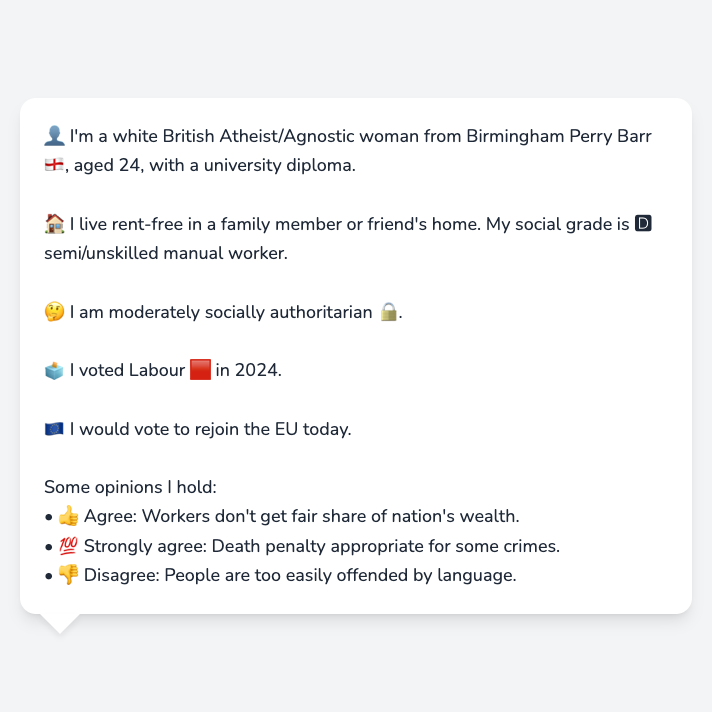 👤 I'm a white British Atheist/Agnostic woman from Birmingham Perry Barr
🏴󠁧󠁢󠁥󠁮󠁧󠁿, aged 24, with a university diploma.
🏠 I live rent-free in a family member or friend's home. My social grade is 🅳
semi/unskilled manual worker.
🤔 I am moderately socially authoritarian 🔒.
🗳️ I voted Labour 🟥 in 2024.
🇪🇺 I would vote to rejoin the EU today.
Some opinions I hold:
• 👍 Agree: Workers don't get fair share of nation's wealth.
• 💯 Strongly agree: Death penalty appropriate for some crimes.
• 👎 Disagree: People are too easily offended by language.